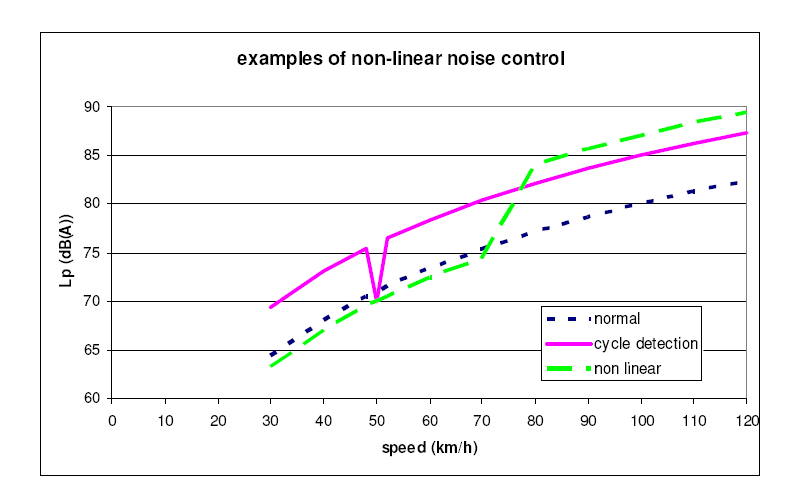 examples of non-linear noise control
90
85
80
75
70
65
60
Lp (dB(A))
normal
cycle detection
non linear
0 10 20 30 40 50 60 70 80 90 100 110 120
speed (km/h)